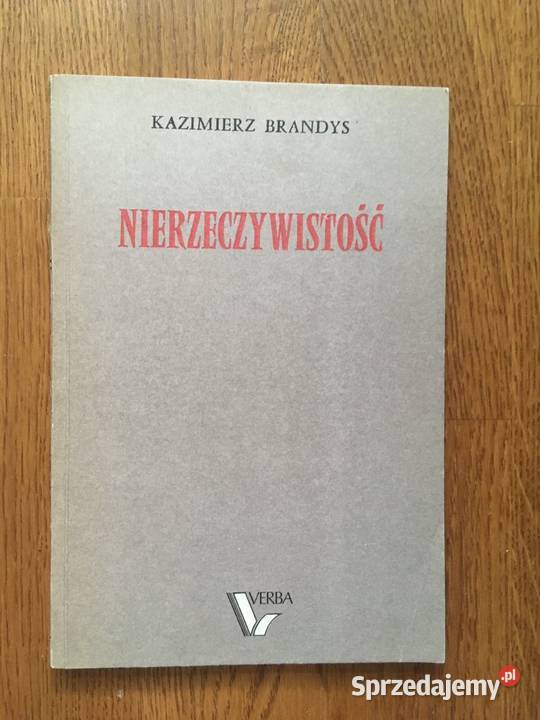 KAZIMIERZ BRANDYS
NIERZECZYWISTOŚĆ
VERBA
Sprzedajemy.pl